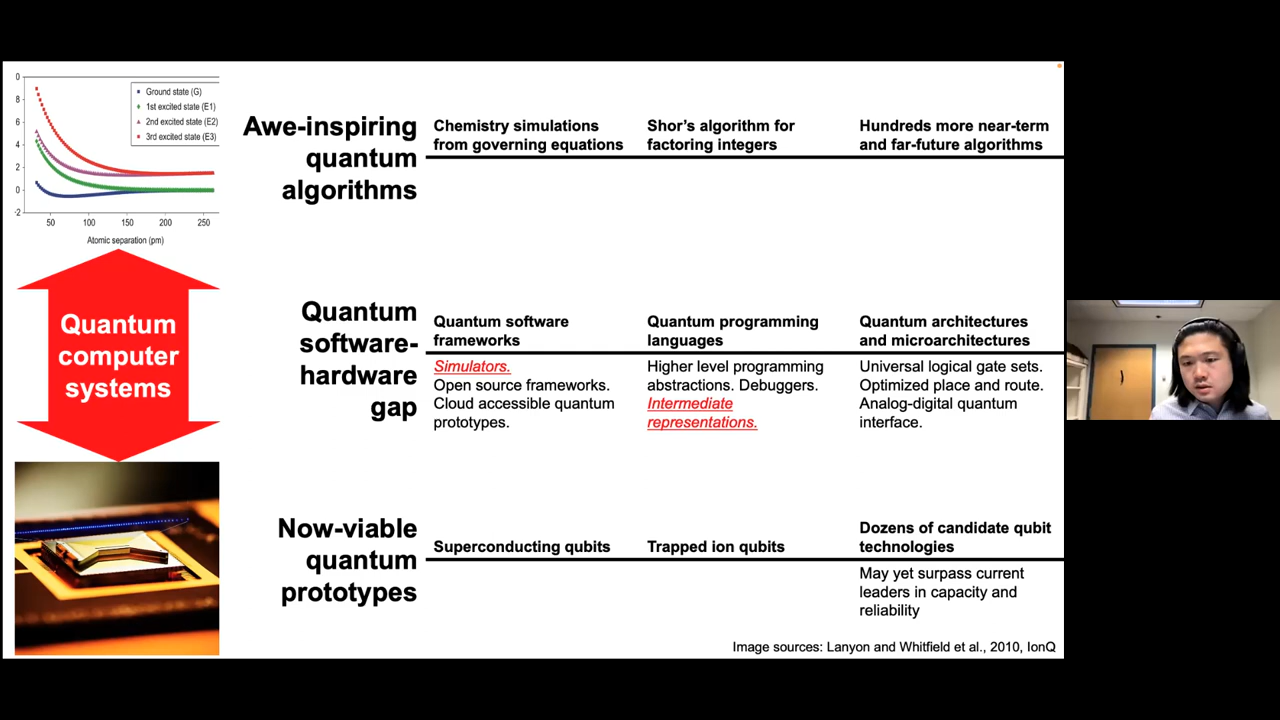 0
8
6
4
2
0
-2
50
100
150
200
250
Atomic separation (pm)
Ground state (G)
1st excited state (E1)
2nd excited state (E2)
3rd excited state (E3)
Quantum
computer
systems
Awe-inspiring
quantum
algorithms
Chemistry simulations
from governing equations
Shor's algorithm for
factoring integers
Hundreds more near-term
and far-future algorithms
Quantum
software-
hardware
gap
Quantum software
frameworks
Simulators.
Open source frameworks.
Cloud accessible quantum
prototypes.
Quantum programming
languages
Higher level programming
abstractions. Debuggers.
Intermediate
representations.
Quantum architectures
and microarchitectures
Universal logical gate sets.
Optimized place and route.
Analog-digital quantum
interface.
Now-viable
quantum
prototypes
Superconducting qubits
Trapped ion qubits
Dozens of candidate qubit
technologies
May yet surpass current
leaders in capacity and
reliability
Image sources: Lanyon and Whitfield et al., 2010, IonQ